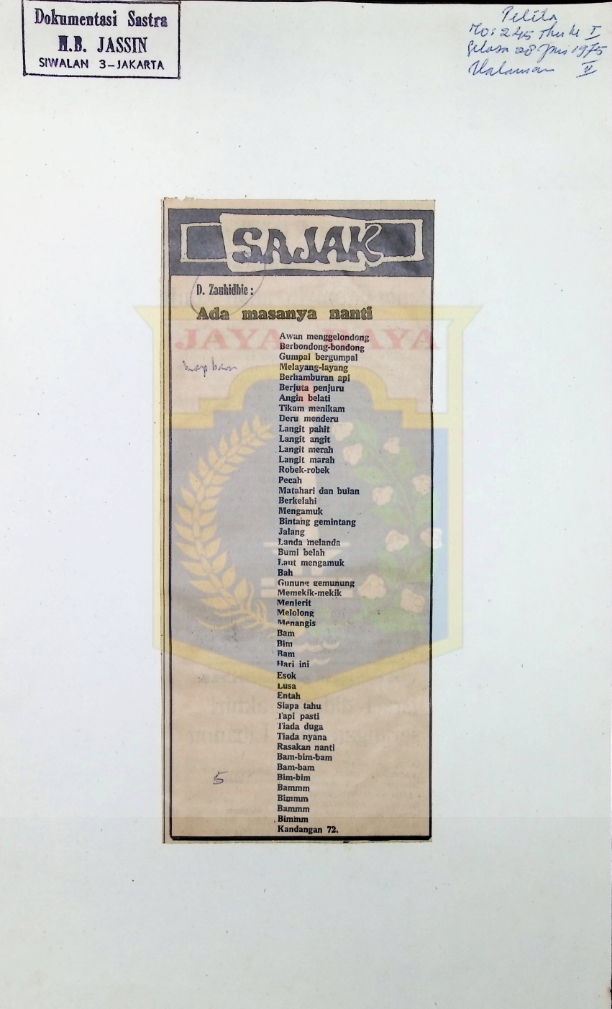 Dokumentasi Sastra
H.B. JASSIN
SIWALAN 3-JAKARTA
Pelita
No: 245 Thn ke I
Selasa 28 Jan 1975
Halaman II
SAJAK
D. Zauhidhie :
Ada masanya nanti
JAYA RAYA
Awan menggelondong
Berbondong-bondong
Gumpal bergumpal
Melayang-layang
Berhamburan api
Berjuta penjuru
Angin belati
Tikam menikam
Deru menderu
Langit pahit
Langit angit
Langit merah
Langit marah
Robek-robek
Pecah
Matahari dan bulan
Berkelahi
Mengamuk
Bintang gemintang
Jalang
Landa melanda
Bumi belah
Laut mengamuk
Bah
Gunung gemunung
Memekik-mekik
Menjerit
Melolong
Menangis
Bam
Bim
Bam
Hari ini
Esok
Lusa
Entah
Siapa tahu
Tapi pasti
Tiada duga
Tiada nyana
Rasakan nanti
Bam-bim-bam
Bam-bam
Bim-bim
Bammm
Bimmm
Bammm
Bimmm
Kandangan 72.
5